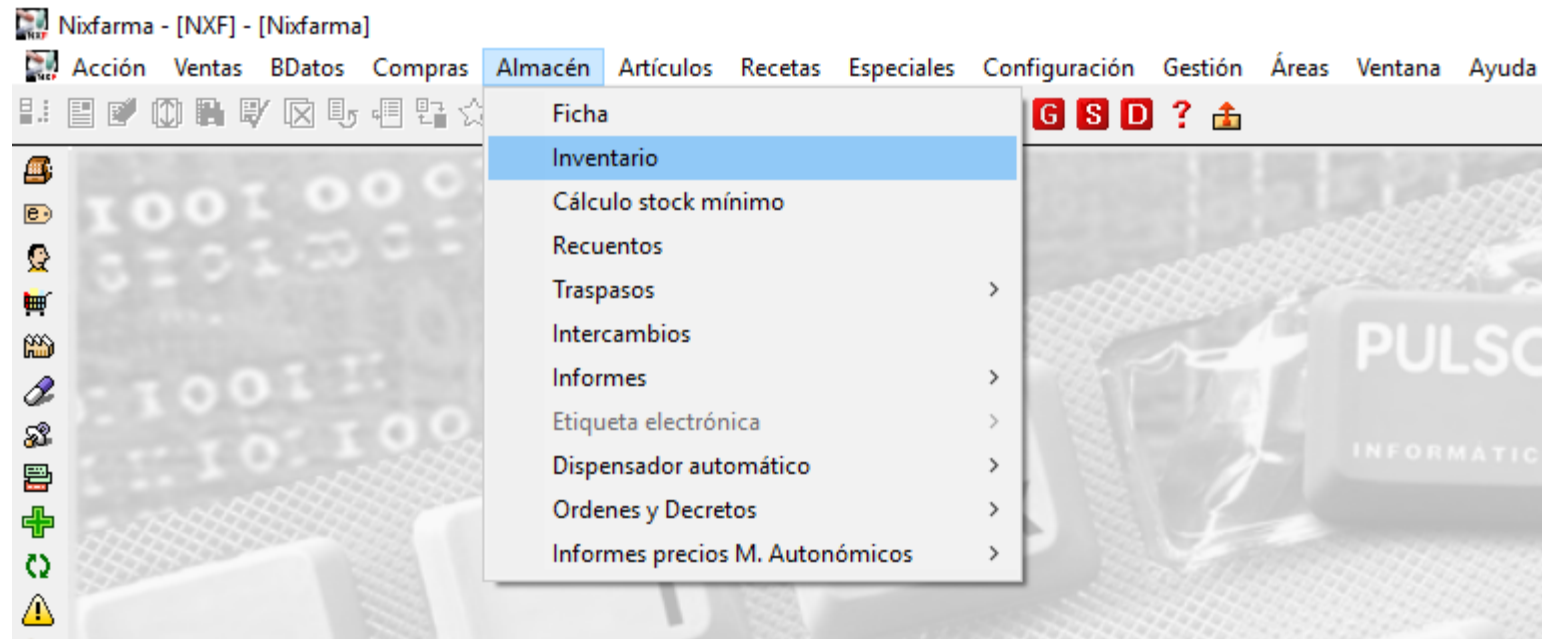 Nixfarma - [NXF] - [Nixfarma]
Acción Ventas BDatos Compras Almacén Artículos Recetas Especiales Configuración Gestión Áreas Ventana Ayuda
G S D ?
Ficha
Inventario
Cálculo stock mínimo
Recuentos
Traspasos
Intercambios
Informes
Etiqueta electrónica
Dispensador automático
Ordenes y Decretos
Informes precios M. Autonómicos
PULSO
INFORMÁTIC